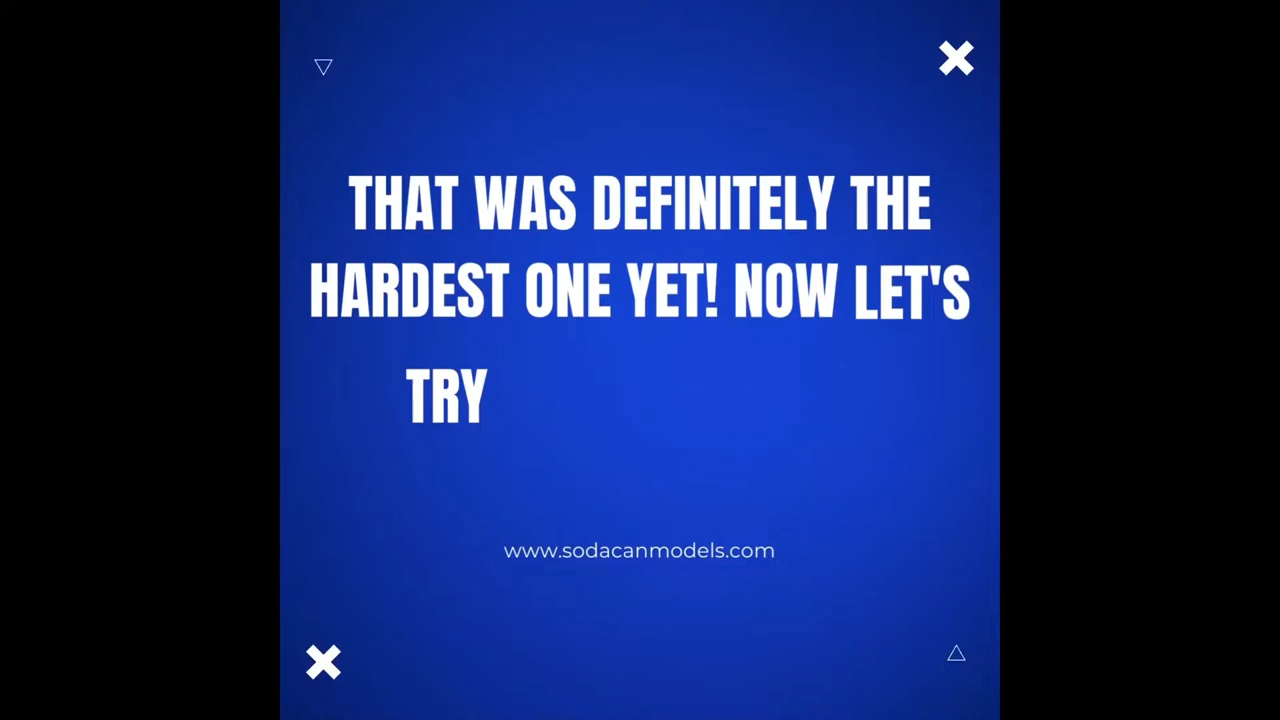 THAT WAS DEFINITELY THE
HARDEST ONE YET! NOW LET'S
TRY
www.sodacanmodels.com